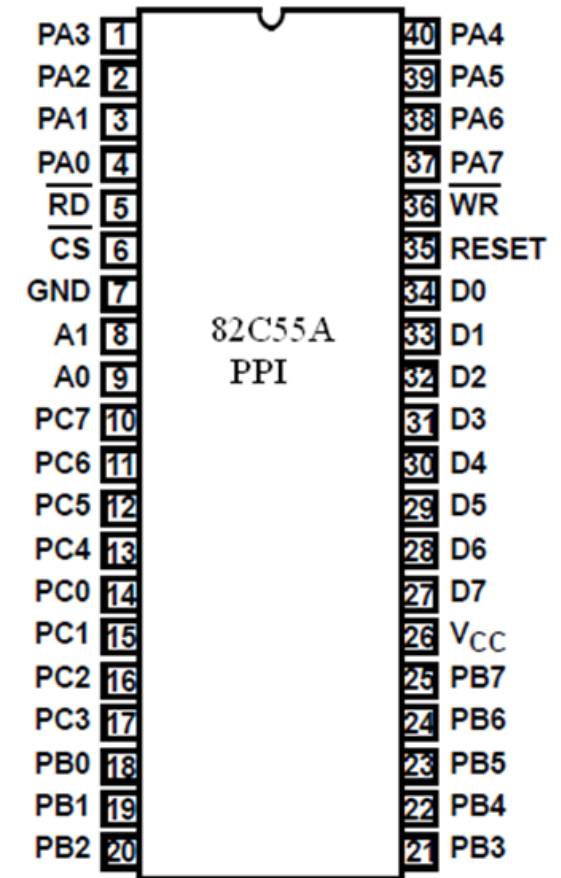 PA3 1 40 PA4
PA2 2 39 PA5
PA1 3 38 PA6
PA0 4 37 PA7
RD 5 36 WR
CS 6 35 RESET
GND 7 34 D0
A1 8 82C55A 33 D1
A0 9 PPI 32 D2
PC7 10 31 D3
PC6 11 30 D4
PC5 12 29 D5
PC4 13 28 D6
PC0 14 27 D7
PC1 15 26 VCC
PC2 16 25 PB7
PC3 17 24 PB6
PB0 18 23 PB5
PB1 19 22 PB4
PB2 20 21 PB3